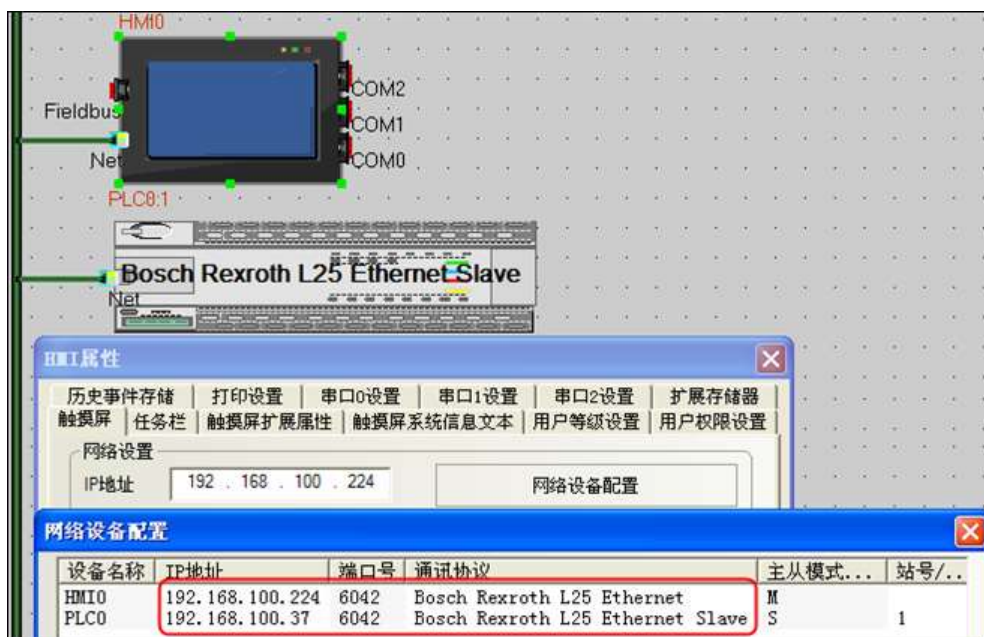 HMI0
COM2
Fieldbus
COM1
Net
COM0
PLC0:1
Bosch Rexroth L25 Ethernet Slave
Net
HMI属性
历史事件存储 打印设置 串口0设置 串口1设置 串口2设置 扩展存储器
触摸屏 任务栏 触摸屏扩展属性 触摸屏系统信息文本 用户等级设置 用户权限设置
网络设置
IP地址 192 . 168 . 100 . 224 网络设备配置
网络设备配置
设备名称 IP地址 端口号 通讯协议 主从模式... 站号/..
HMI0 192.168.100.224 6042 Bosch Rexroth L25 Ethernet M
PLC0 192.168.100.37 6042 Bosch Rexroth L25 Ethernet Slave S 1